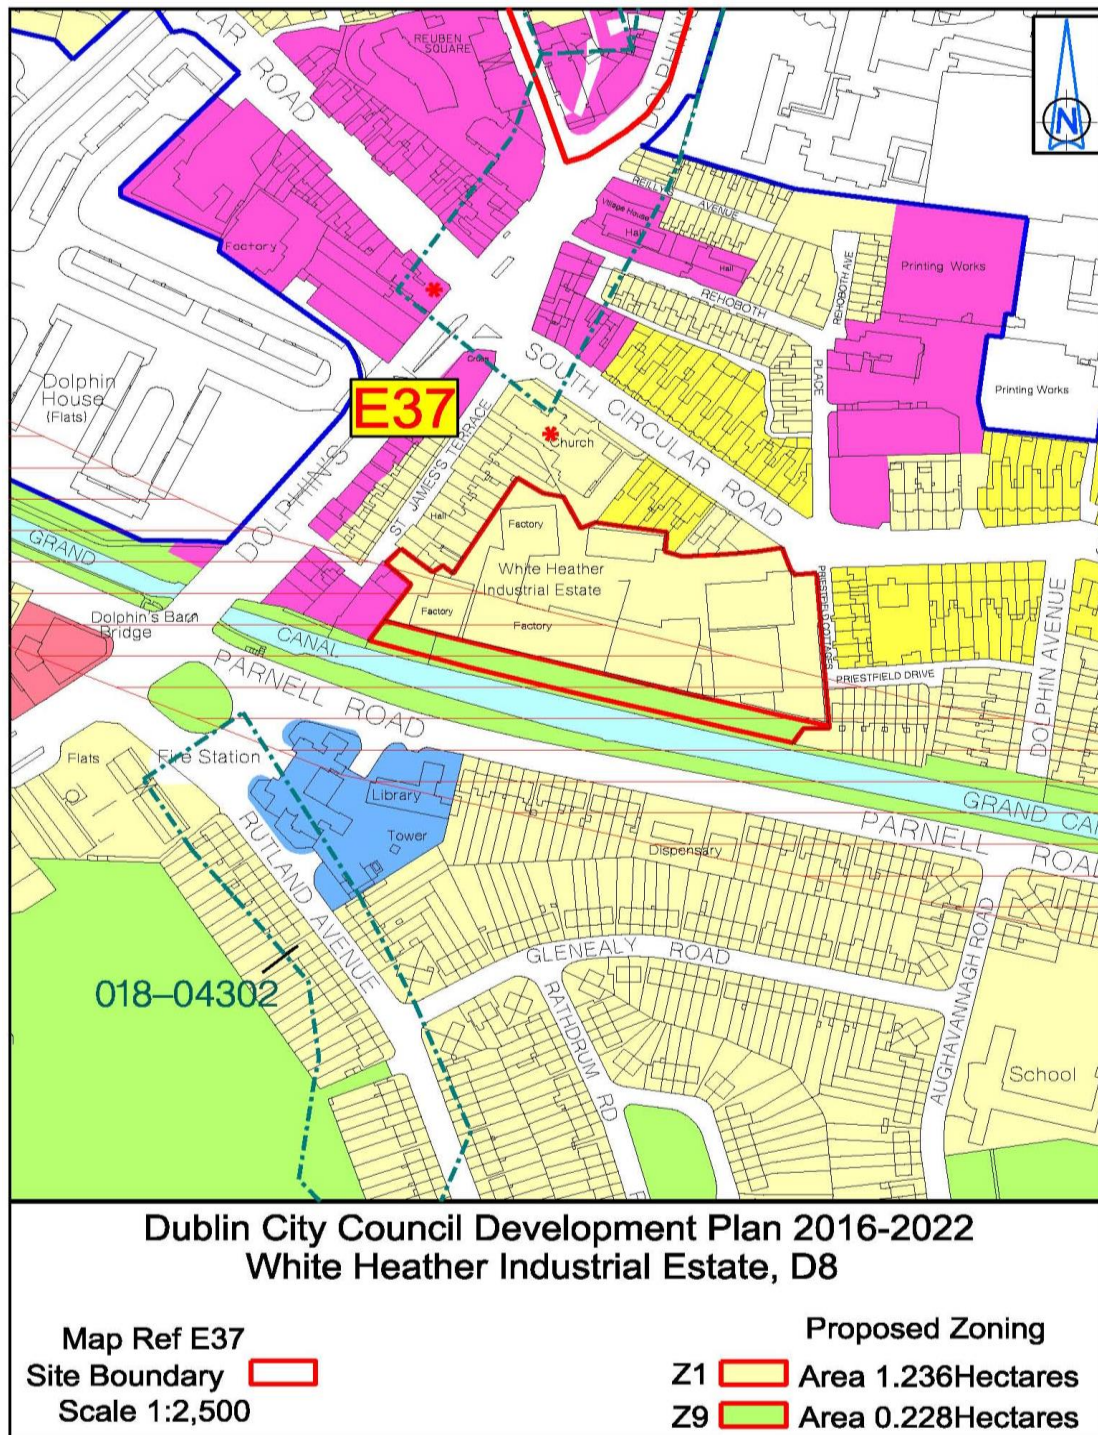 REUBEN
SQUARE
LAR
ROAD
DOLPHIN'S
N
REILLY
AVENUE
Village House
Hall
Hall
Factory
Printing Works
REHOBOTH
REHOBOTH AVE
PLACE
Printing Works
SOUTH CIRCULAR ROAD
Dolphin
House
(Flats)
E37
DOLPHIN'S
ST. JAMES'S TERRACE
Church
Hall
Factory
White Heather
Industrial Estate
Factory
Factory
PRIESTFIELD COTTAGES
PRIESTFIELD DRIVE
DOLPHIN AVENUE
GRAND
CANAL
Dolphin's Barn
Bridge
PARNELL ROAD
GRAND CA
PARNELL ROAD
Flats
Fire Station
Library
Tower
Dispensary
RUTLAND AVENUE
GLENEALY ROAD
RATHDRUM RD
AUGHAVANNAGH ROAD
018-04302
School
Dublin City Council Development Plan 2016-2022
White Heather Industrial Estate, D8
Map Ref E37
Site Boundary
Scale 1:2,500
Proposed Zoning
Z1 Area 1.236Hectares
Z9 Area 0.228Hectares